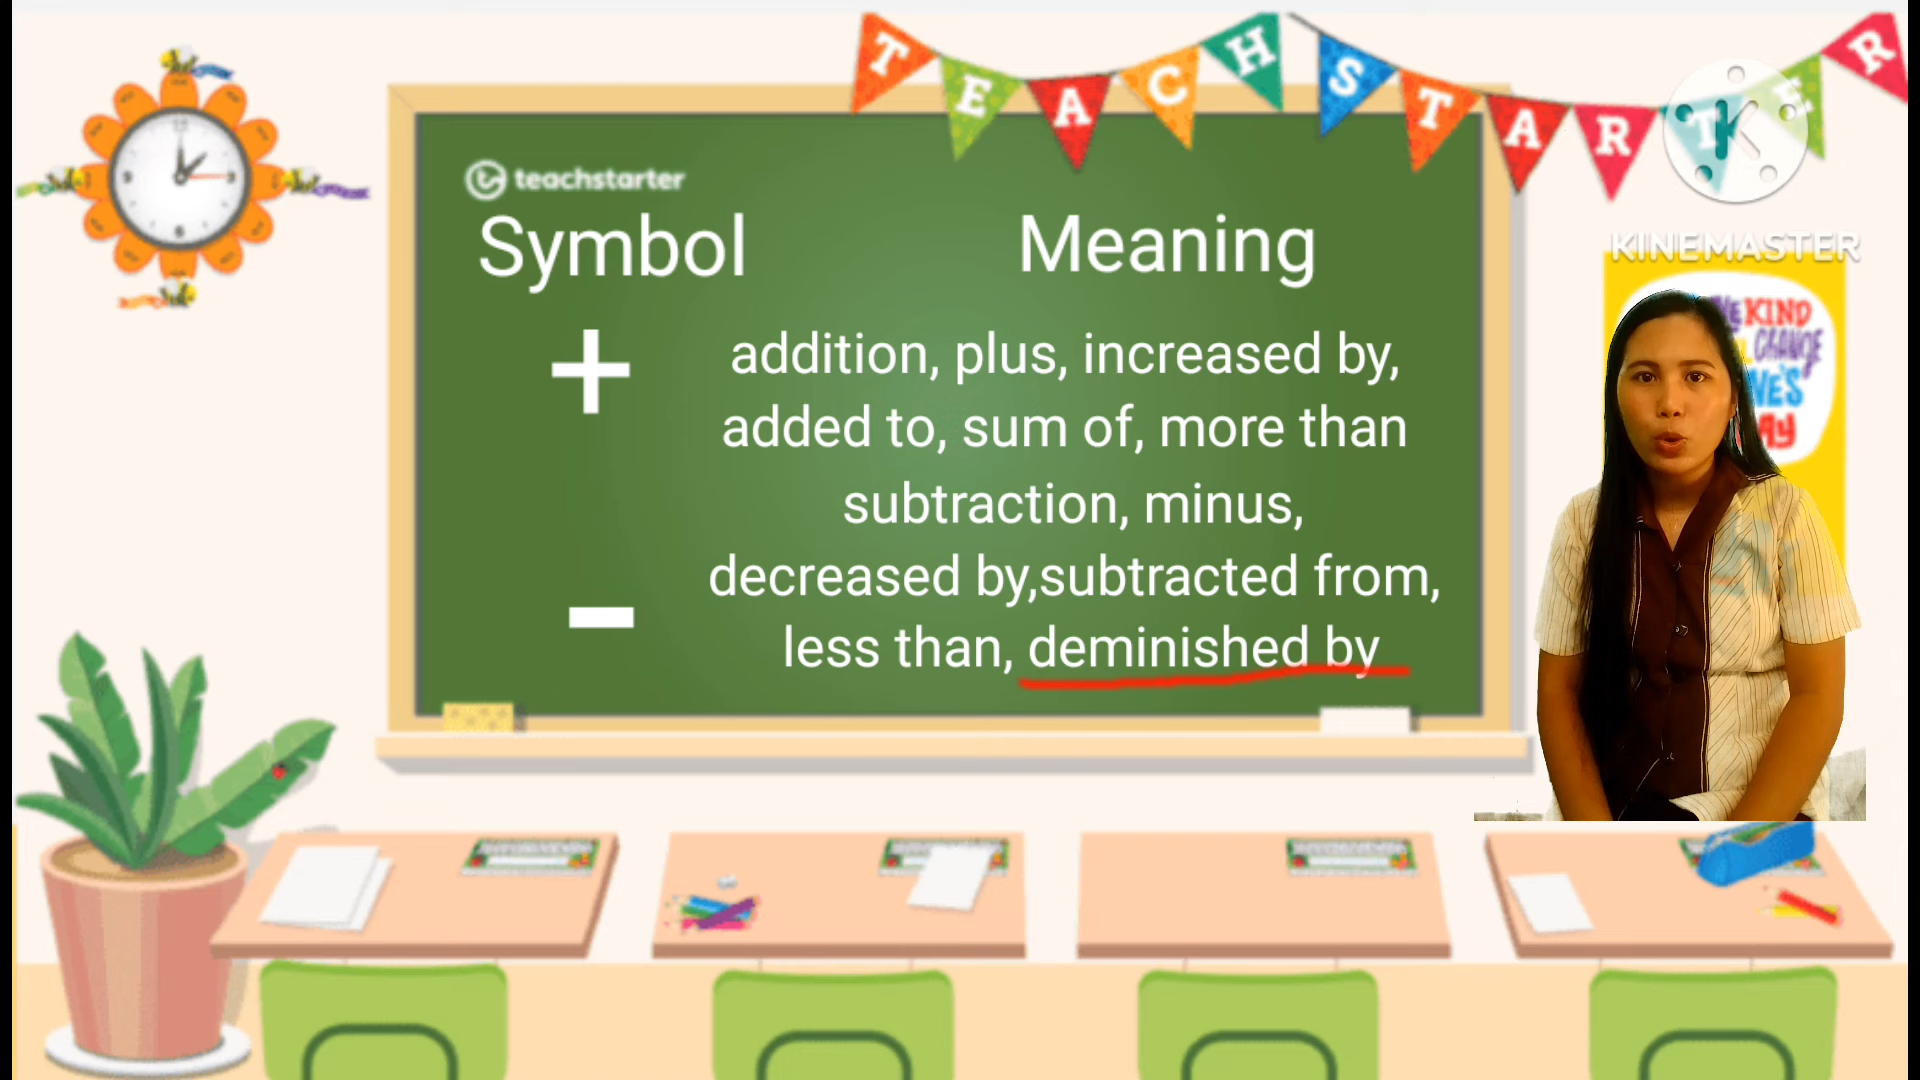 TEACH STARTER
teachstarter
Symbol Meaning
KINEMASTER
+ addition, plus, increased by,
added to, sum of, more than
subtraction, minus,
decreased by,subtracted from,
- less than, deminished by
KIND
CHANGE